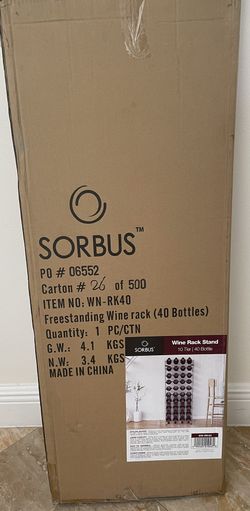 SORBUS™
PO # 06552
Carton # 26 of 500
ITEM NO: WN-RK40
Freestanding Wine rack (40 Bottles)
Quantity: 1 PC/CTN
G.W.: 4.1 KGS
N.W.: 3.4 KGS
MADE IN CHINA
SORBUS
Wine Rack Stand
10 Tier | 40 Bottle